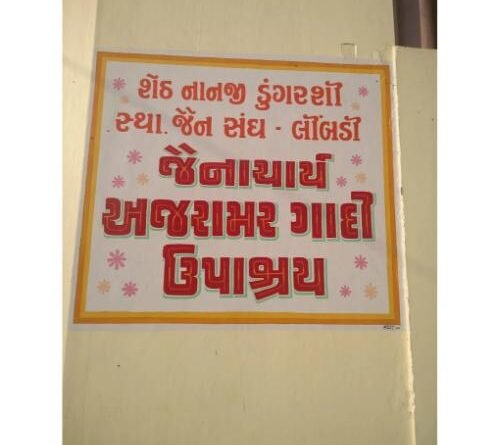 શેઠ નાનજી ડુંગરશી
સ્થા. જૈન સંઘ - લીંબડી
જૈનાચાર્ય
અજરામર ગાદી
ઉપાશ્રય